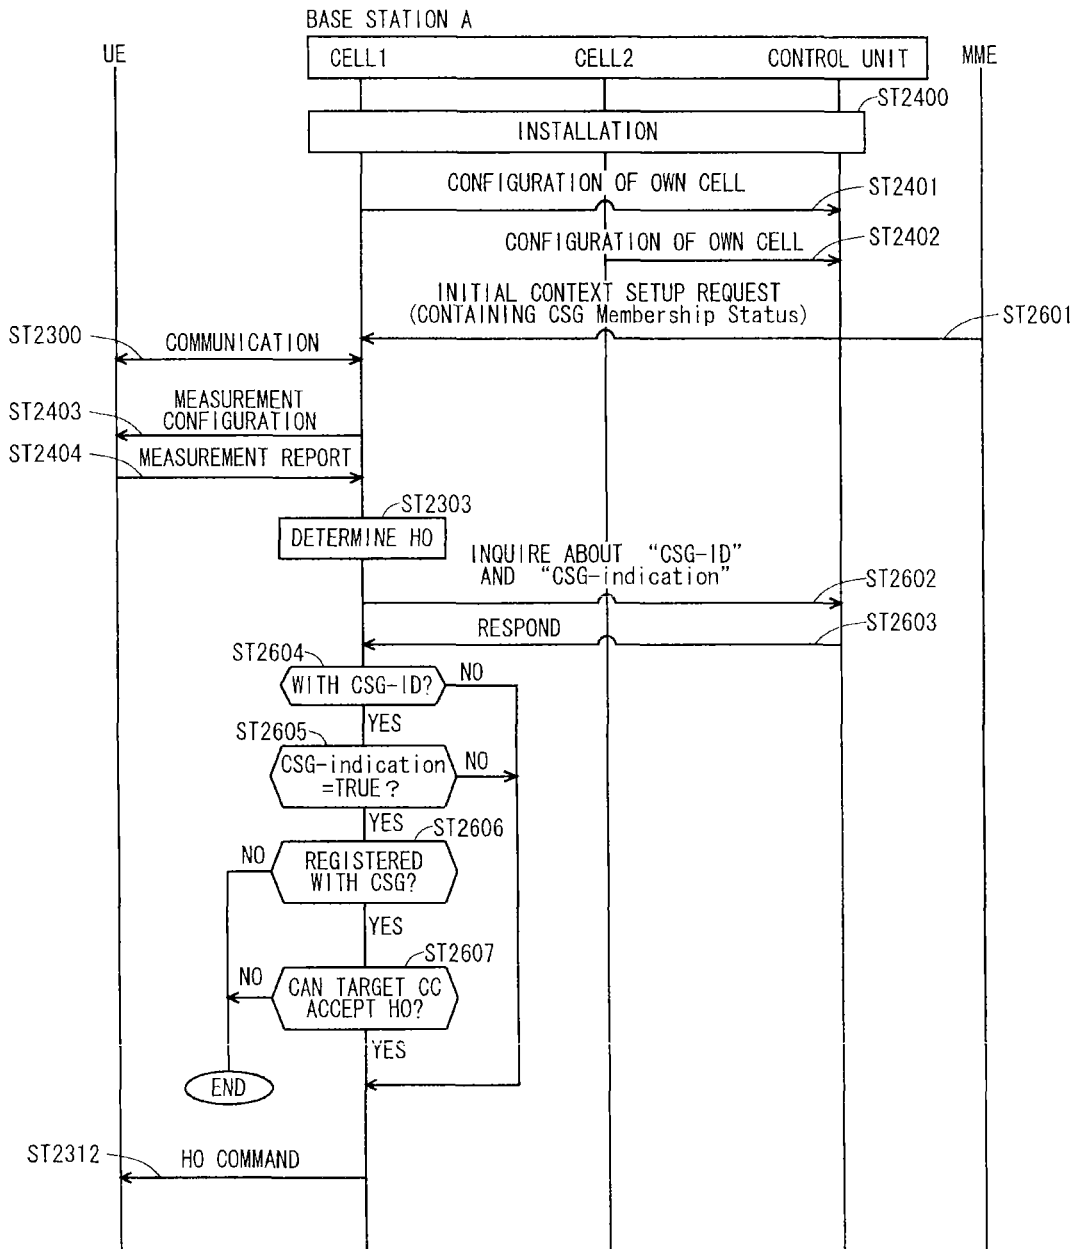 BASE STATION A
UE
CELL1
CELL2
CONTROL UNIT
MME
ST2400
INSTALLATION
CONFIGURATION OF OWN CELL
ST2401
CONFIGURATION OF OWN CELL
ST2402
INITIAL CONTEXT SETUP REQUEST
(CONTAINING CSG Membership Status)
ST2601
ST2300
COMMUNICATION
MEASUREMENT
CONFIGURATION
ST2403
ST2404
MEASUREMENT REPORT
ST2303
DETERMINE HO
INQUIRE ABOUT “CSG-ID”
AND “CSG-indication”
ST2602
RESPOND
ST2603
ST2604
WITH CSG-ID?
NO
YES
ST2605
CSG-indication
=TRUE?
NO
YES
ST2606
REGISTERED
WITH CSG?
NO
YES
ST2607
CAN TARGET CC
ACCEPT HO?
NO
YES
END
ST2312
HO COMMAND